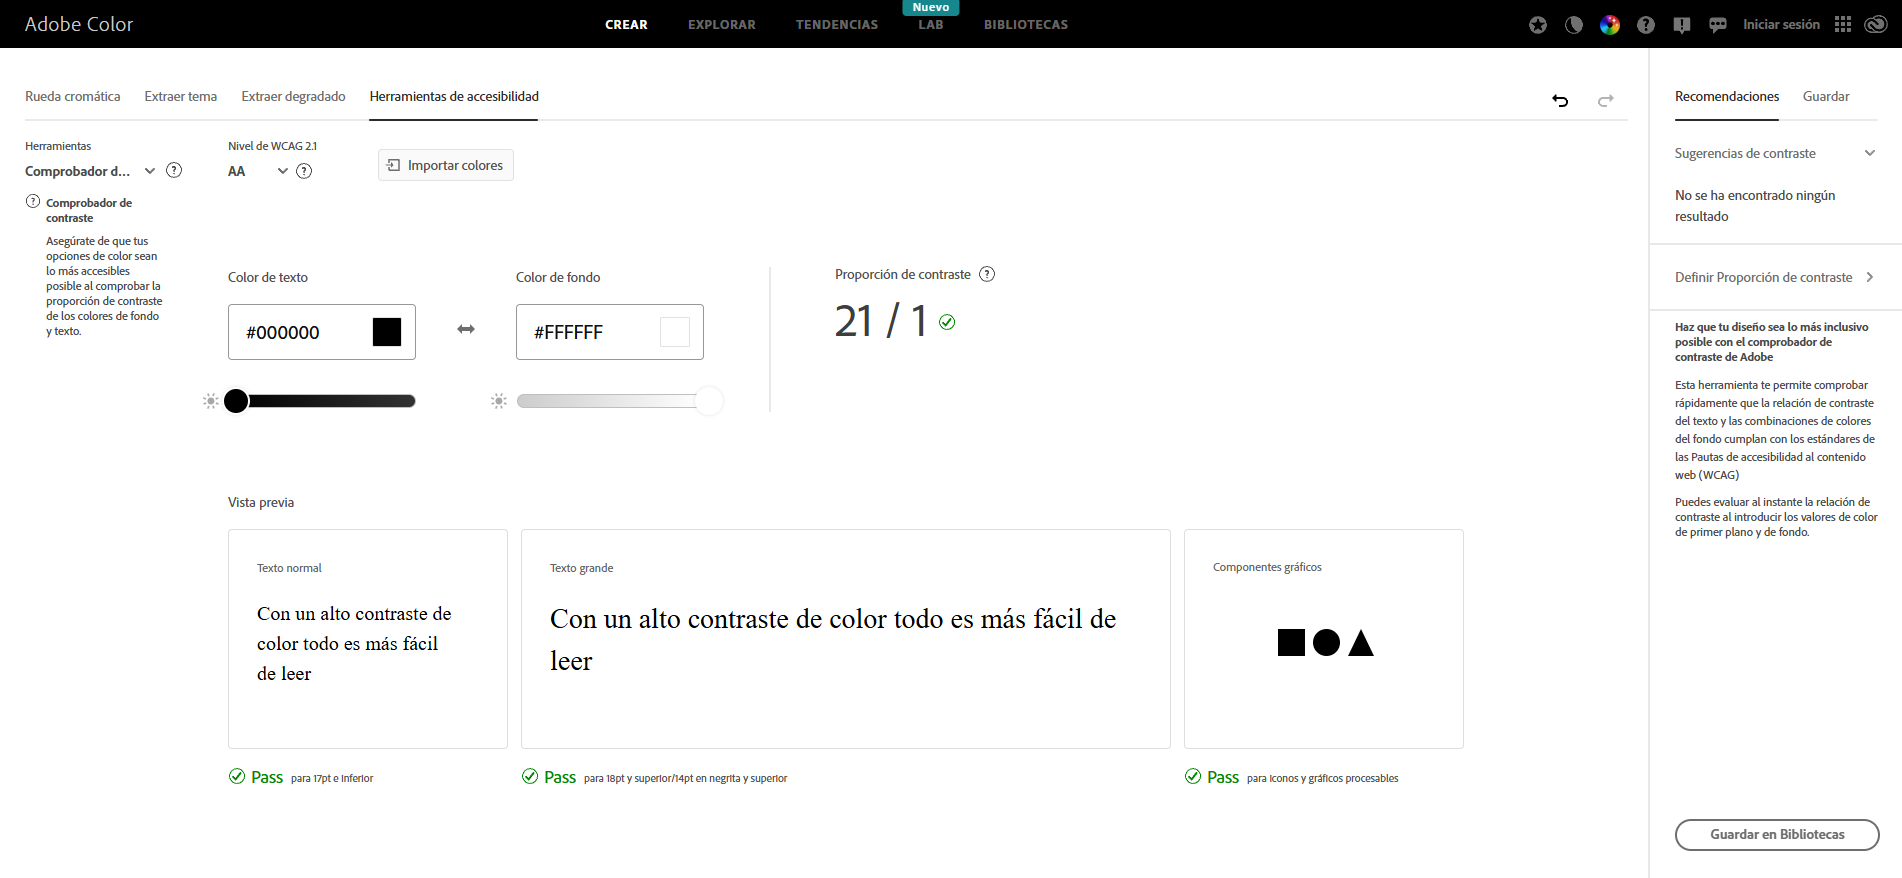 Adobe Color
CREAR
EXPLORAR
TENDENCIAS
Nuevo
LAB
BIBLIOTECAS
Iniciar sesión
Rueda cromática
Extraer tema
Extraer degradado
Herramientas de accesibilidad
Herramientas
Comprobador d...
Comprobador de
contraste
Asegúrate de que tus
opciones de color sean
lo más accesibles
posible al comprobar la
proporción de contraste
de los colores de fondo
y texto.
Nivel de WCAG 2.1
AA
Importar colores
Color de texto
#000000
Color de fondo
#FFFFFF
Proporción de contraste
21 / 1
Vista previa
Texto normal
Con un alto contraste de
color todo es más fácil
de leer
Pass para 17pt e inferior
Texto grande
Con un alto contraste de color todo es más fácil de
leer
Pass para 18pt y superior/14pt en negrita y superior
Componentes gráficos
Pass para iconos y gráficos procesables
Recomendaciones
Guardar
Sugerencias de contraste
No se ha encontrado ningún
resultado
Definir Proporción de contraste
Haz que tu diseño sea lo más inclusivo
posible con el comprobador de
contraste de Adobe
Esta herramienta te permite comprobar
rápidamente que la relación de contraste
del texto y las combinaciones de colores
del fondo cumplan con los estándares de
las Pautas de accesibilidad al contenido
web (WCAG)
Puedes evaluar al instante la relación de
contraste al introducir los valores de color
de primer plano y de fondo.
Guardar en Bibliotecas